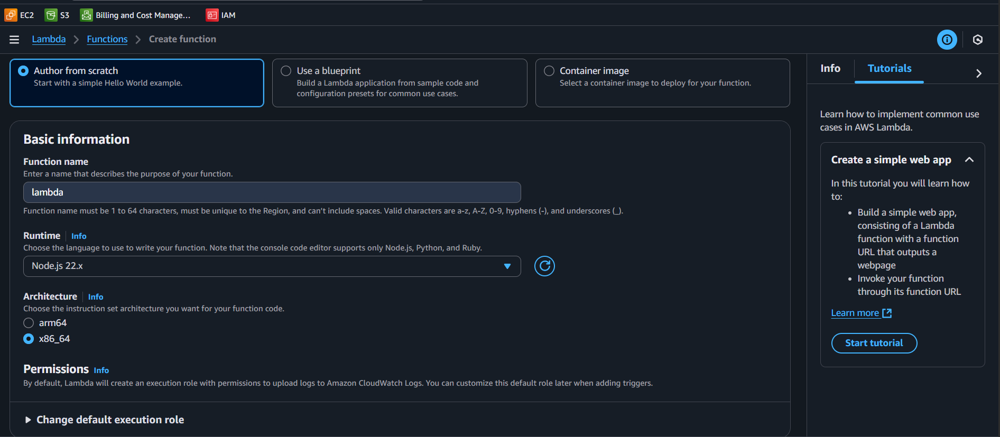 EC2 S3 Billing and Cost Manage... IAM
Lambda Functions Create function
Author from scratch
Start with a simple Hello World example.
Use a blueprint
Build a Lambda application from sample code and
configuration presets for common use cases.
Container image
Select a container image to deploy for your function.
Basic information
Function name
Enter a name that describes the purpose of your function.
lambda
Function name must be 1 to 64 characters, must be unique to the Region, and can't include spaces. Valid characters are a-z, A-Z, 0-9, hyphens (-), and underscores (_).
Runtime Info
Choose the language to use to write your function. Note that the console code editor supports only Node.js, Python, and Ruby.
Node.js 22.x
Architecture Info
Choose the instruction set architecture you want for your function code.
arm64
x86_64
Permissions Info
By default, Lambda will create an execution role with permissions to upload logs to Amazon CloudWatch Logs. You can customize this default role later when adding triggers.
Change default execution role
Info Tutorials
Learn how to implement common use
cases in AWS Lambda.
Create a simple web app
In this tutorial you will learn how
to:
• Build a simple web app,
consisting of a Lambda
function with a function
URL that outputs a
webpage
• Invoke your function
through its function URL
Learn more
Start tutorial